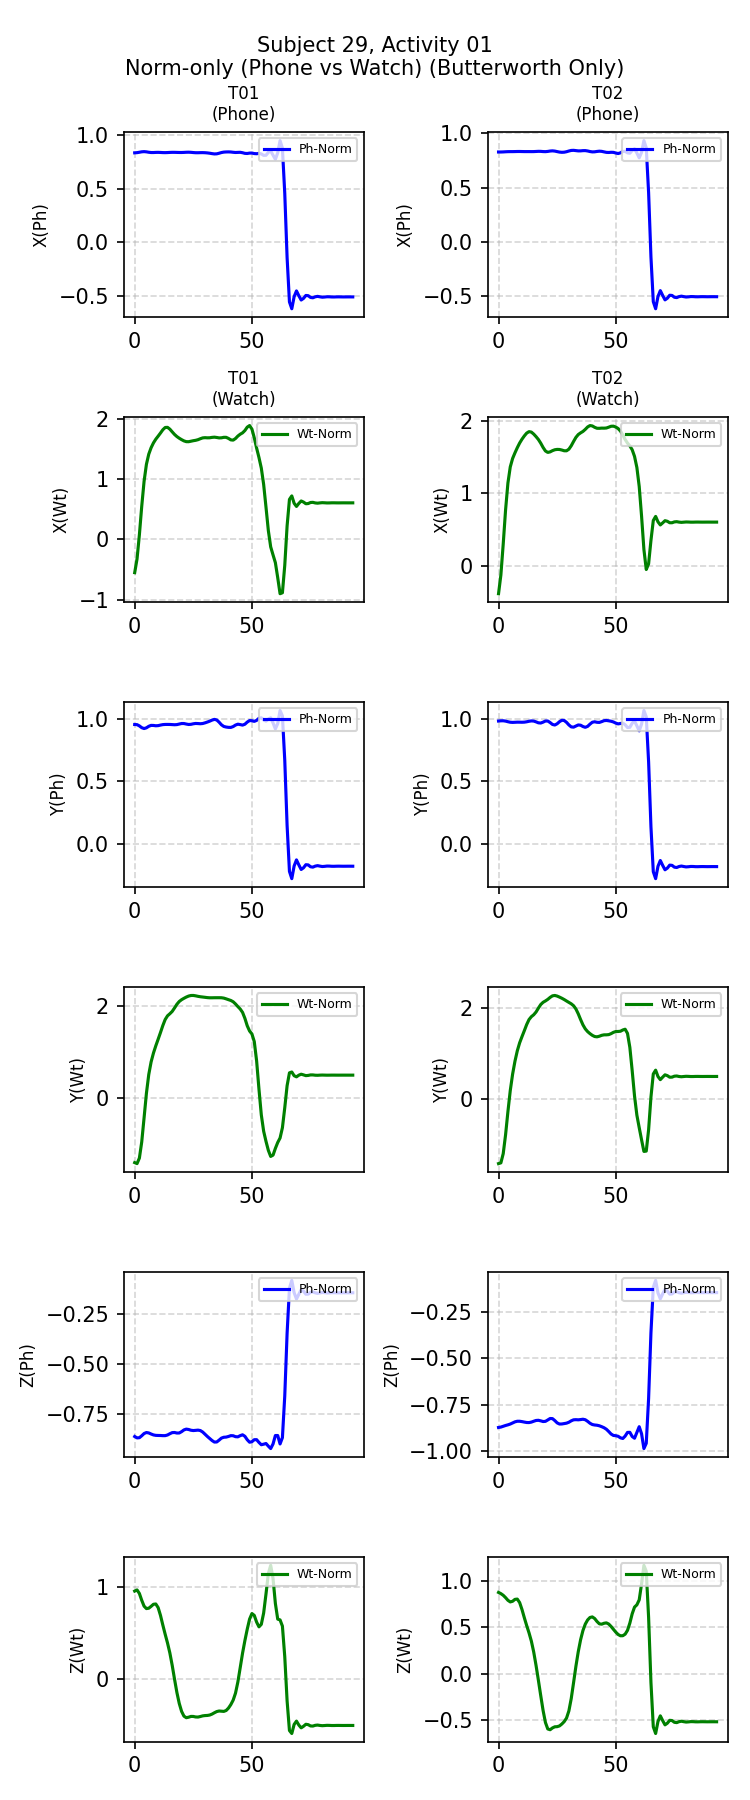 Subject 29, Activity 01
Norm-only (Phone vs Watch) (Butterworth Only)
T01
(Phone)
T02
(Phone)
1.0
0.5
0.0
−0.5
X(Ph)
Ph-Norm
0
50
1.0
0.5
0.0
−0.5
X(Ph)
Ph-Norm
0
50
T01
(Watch)
T02
(Watch)
2
1
0
−1
X(Wt)
Wt-Norm
0
50
2
1
0
X(Wt)
Wt-Norm
0
50
1.0
0.5
0.0
Y(Ph)
Ph-Norm
0
50
1.0
0.5
0.0
Y(Ph)
Ph-Norm
0
50
2
0
Y(Wt)
Wt-Norm
0
50
2
0
Y(Wt)
Wt-Norm
0
50
−0.25
−0.50
−0.75
Z(Ph)
Ph-Norm
0
50
−0.25
−0.50
−0.75
−1.00
Z(Ph)
Ph-Norm
0
50
1
0
Z(Wt)
Wt-Norm
0
50
1.0
0.5
0.0
−0.5
Z(Wt)
Wt-Norm
0
50